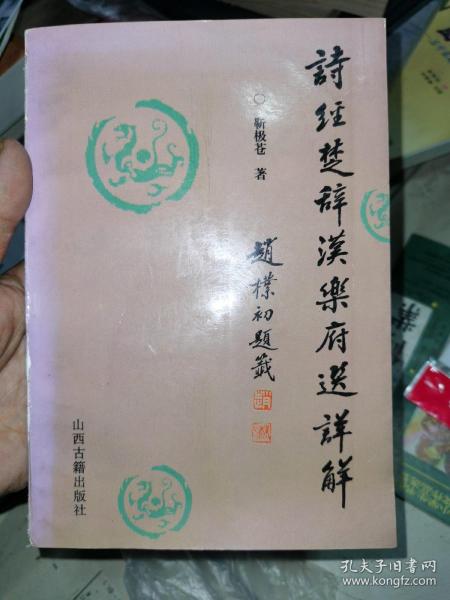 詩经楚辞漢樂府選詳解
○ 靳极苍 著
趙樸初題籤
山西古籍出版社
孔夫子旧书网
www.kongfz.com